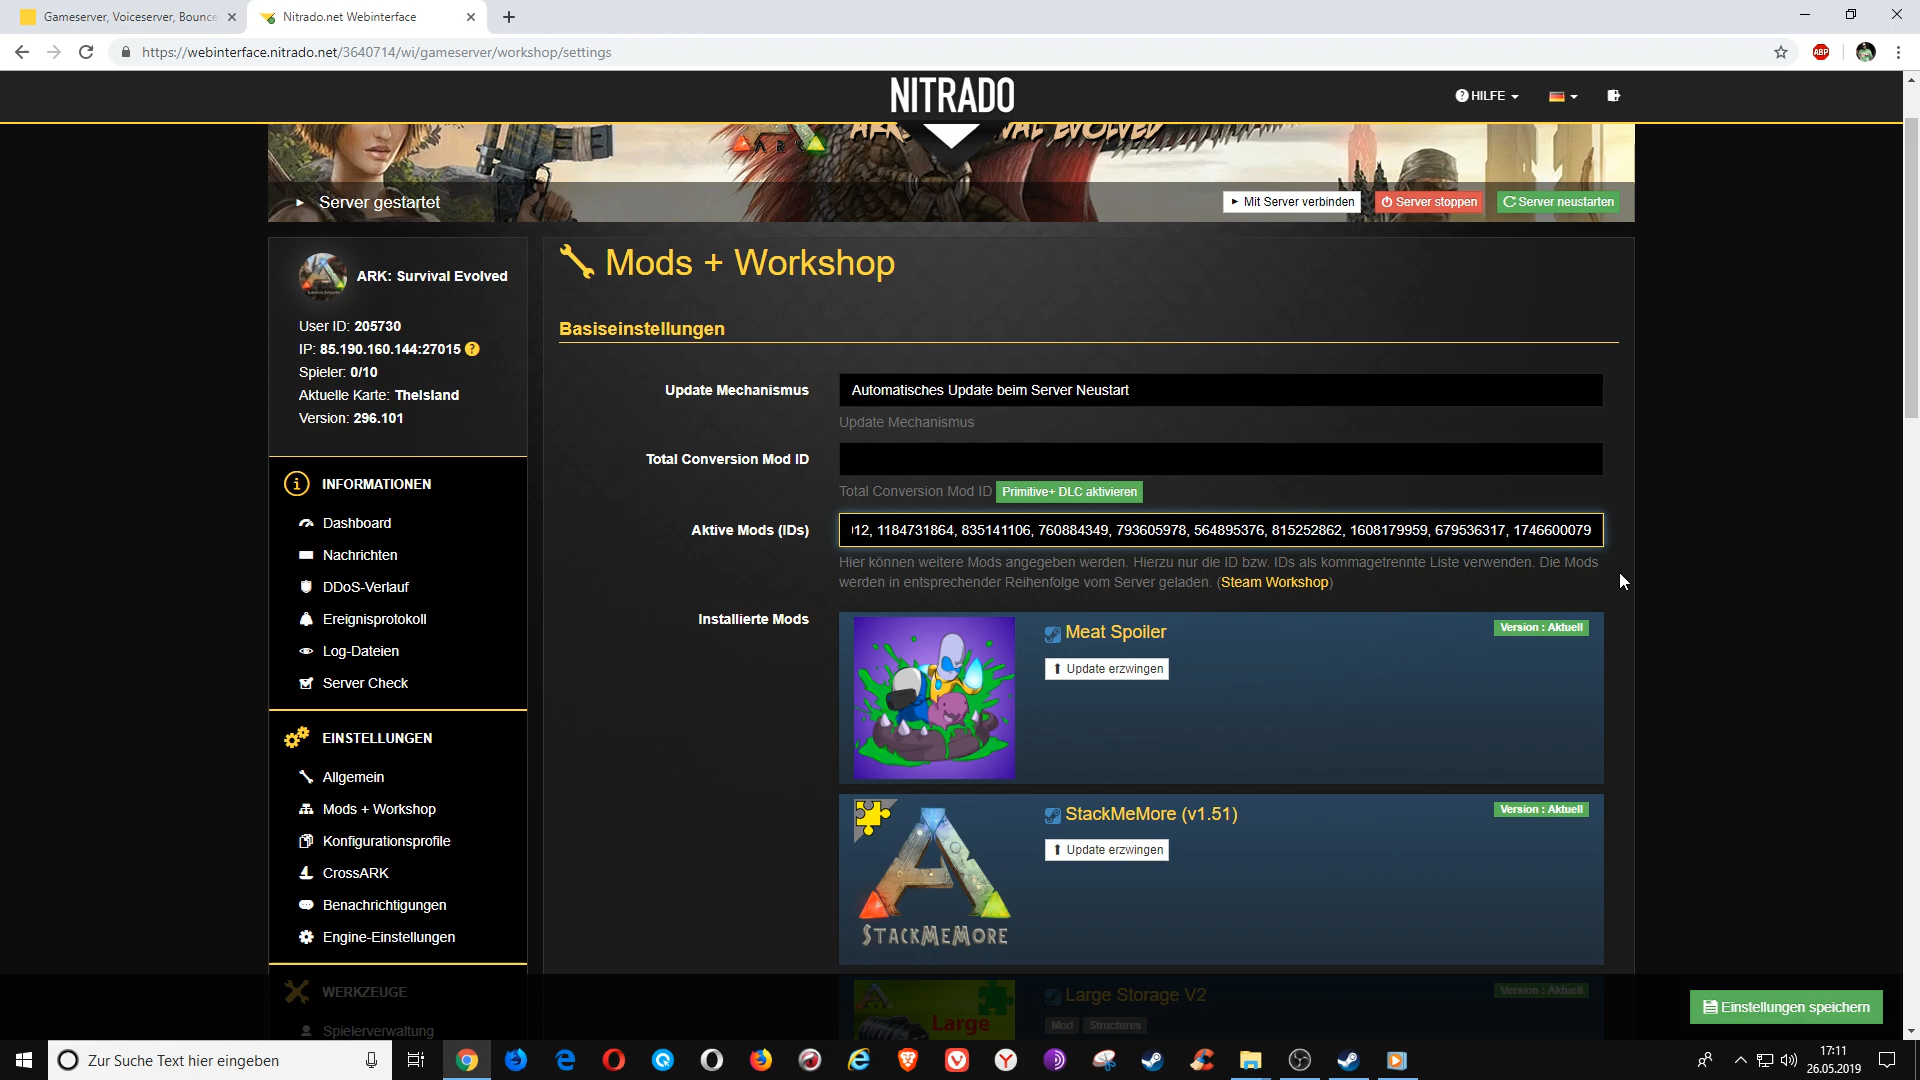 Gameserver, Voiceserver, Bounce
Nitrado.net Webinterface
https://webinterface.nitrado.net/3640714/wi/gameserver/workshop/settings
ABP
NITRADO
HILFE
ARK
Server gestartet
Mit Server verbinden
Server stoppen
Server neustarten
ARK: Survival Evolved
User ID: 205730
IP: 85.190.160.144:27015
Spieler: 0/10
Aktuelle Karte: TheIsland
Version: 296.101
INFORMATIONEN
Dashboard
Nachrichten
DDoS-Verlauf
Ereignisprotokoll
Log-Dateien
Server Check
EINSTELLUNGEN
Allgemein
Mods + Workshop
Konfigurationsprofile
CrossARK
Benachrichtigungen
Engine-Einstellungen
WERKZEUGE
Spielerverwaltung
Mods + Workshop
Basiseinstellungen
Update Mechanismus
Automatisches Update beim Server Neustart
Update Mechanismus
Total Conversion Mod ID
Total Conversion Mod ID Primitive+ DLC aktivieren
Aktive Mods (IDs)
12, 1184731864, 835141106, 760884349, 793605978, 564895376, 815252862, 1608179959, 679536317, 1746600079
Hier können weitere Mods angegeben werden. Hierzu nur die ID bzw. IDs als kommagetrennte Liste verwenden. Die Mods
werden in entsprechender Reihenfolge vom Server geladen. (Steam Workshop)
Installierte Mods
Meat Spoiler
Version : Aktuell
Update erzwingen
StackMeMore (v1.51)
Version : Aktuell
Update erzwingen
STACKMEMORE
Large Storage V2
Version : Aktuell
Mod Structures
Large
Einstellungen speichern
Zur Suche Text hier eingeben
17:11
26.05.2019